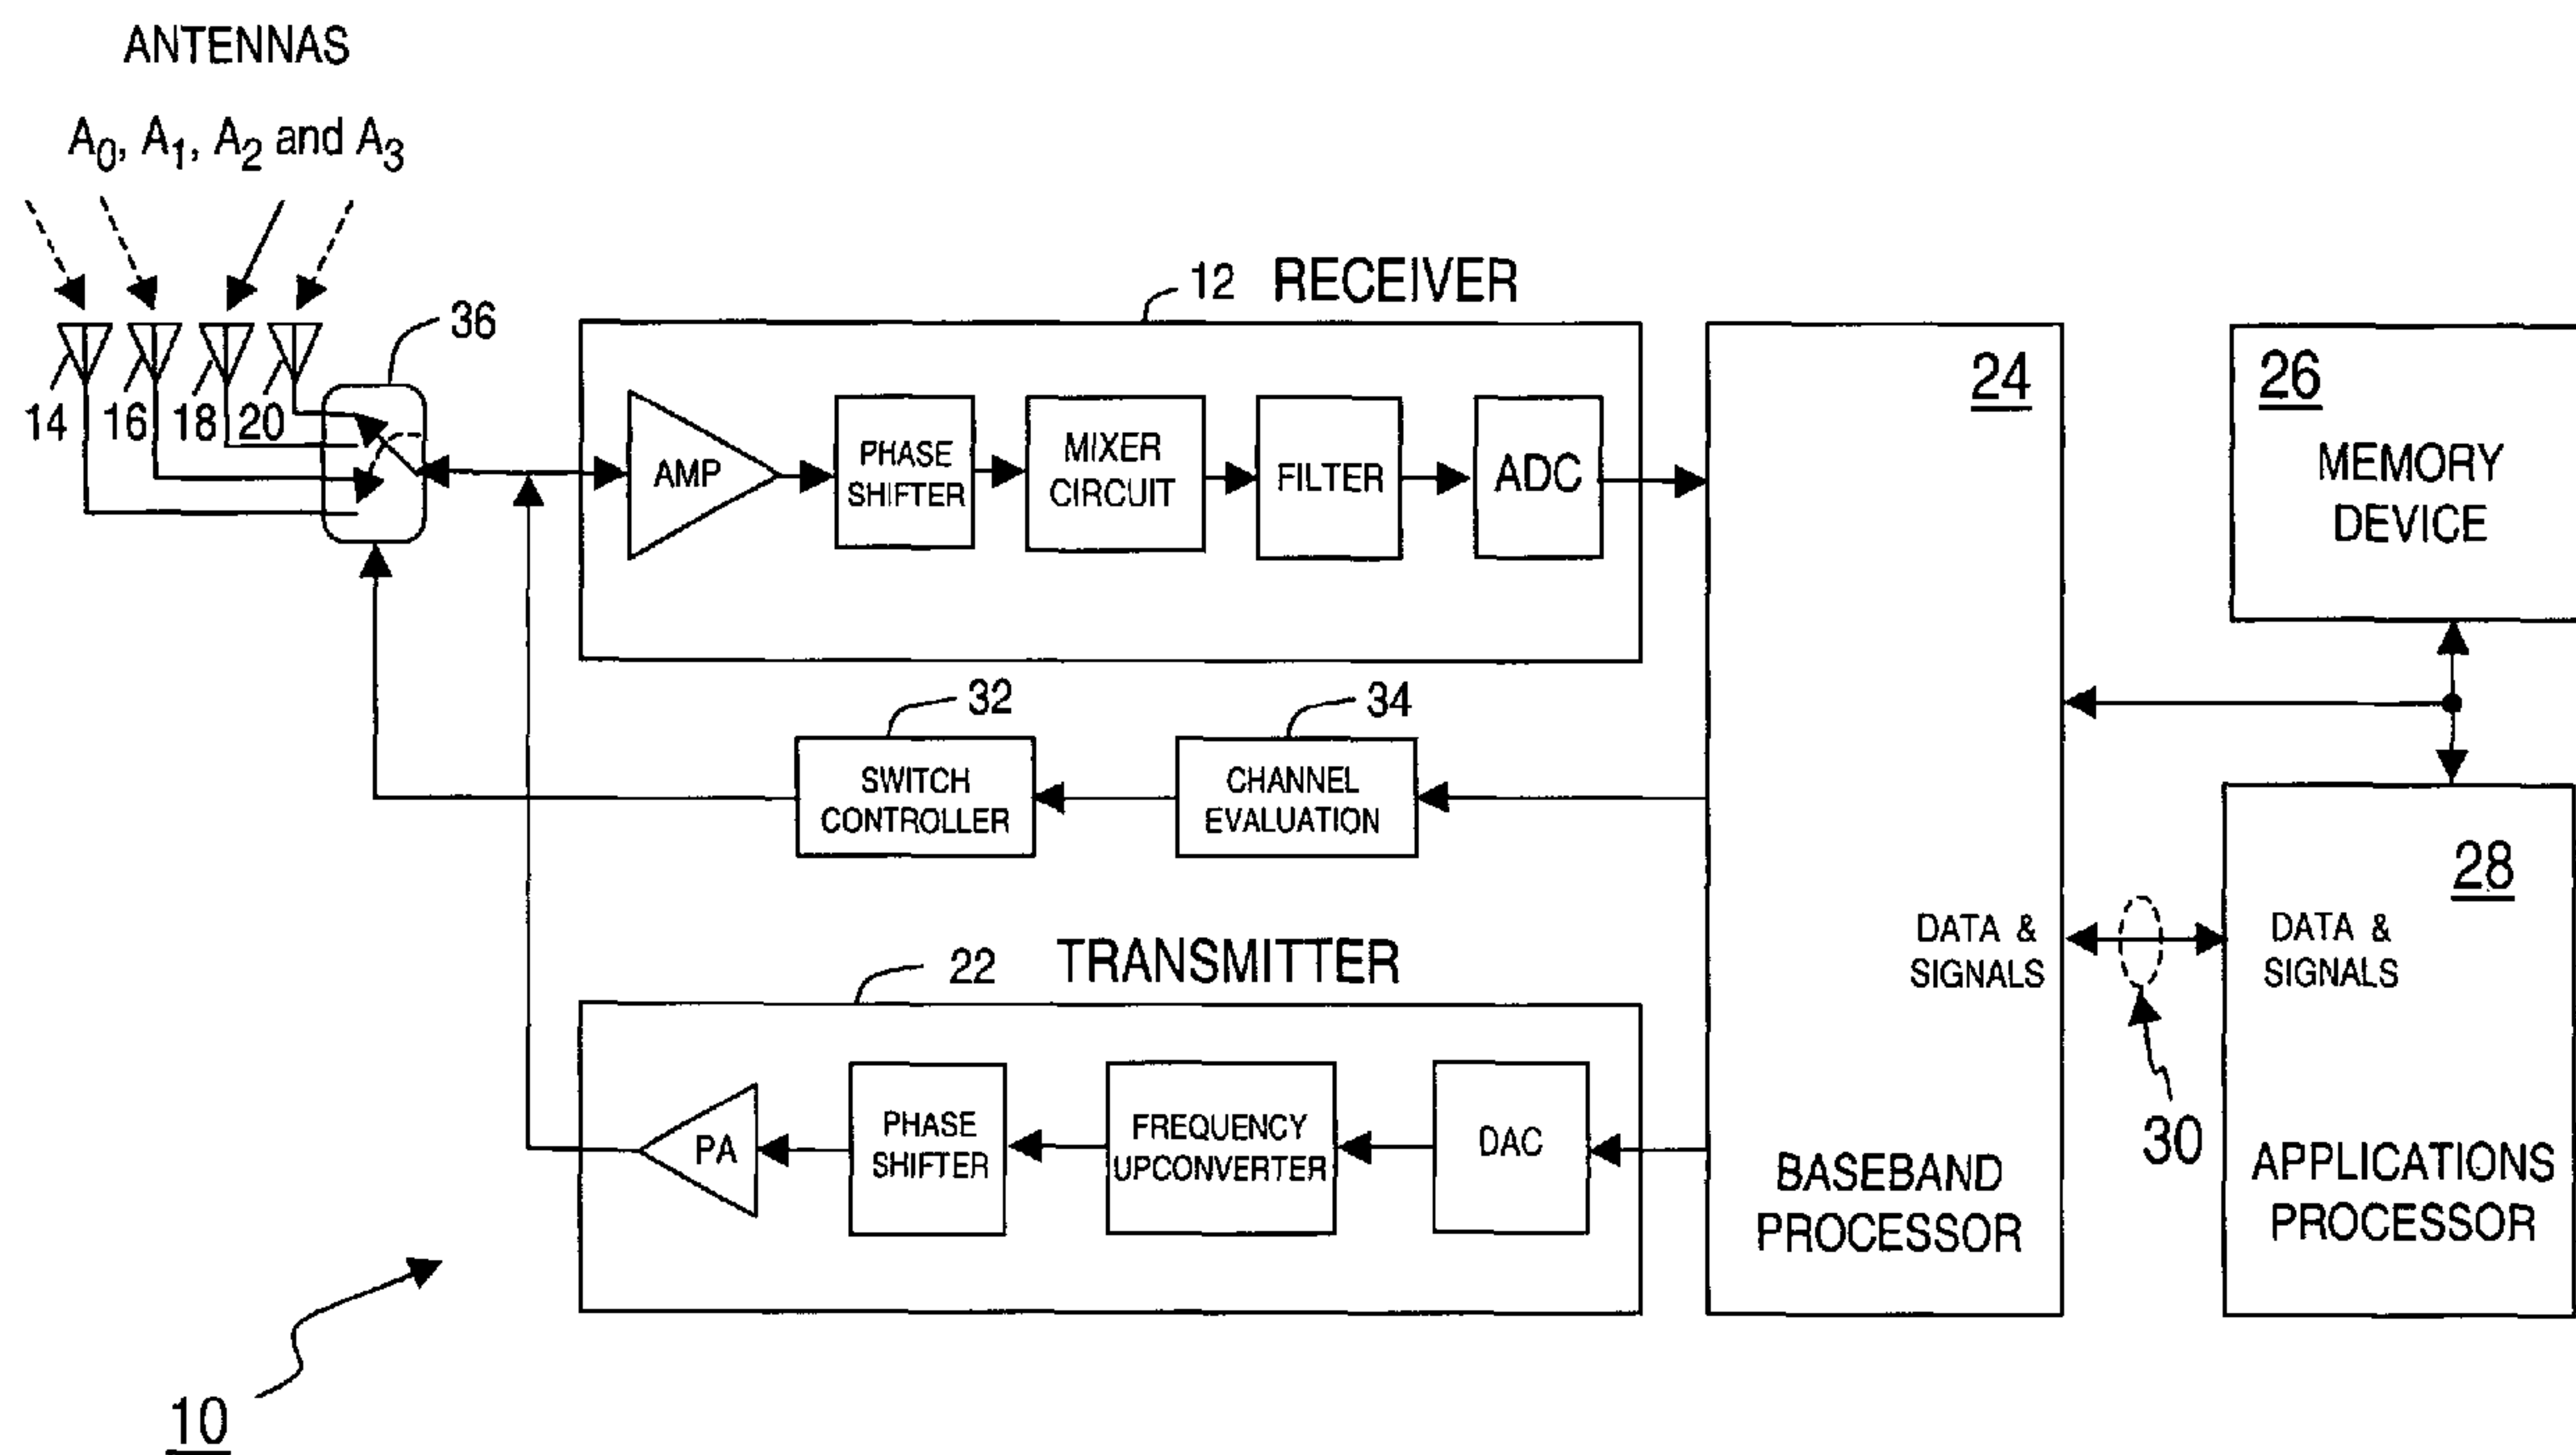 ANTENNAS
A0, A1, A2 and A3
14
16
18
20
36
12
RECEIVER
AMP
PHASE
SHIFTER
MIXER
CIRCUIT
FILTER
ADC
24
DATA &
SIGNALS
BASEBAND
PROCESSOR
26
MEMORY
DEVICE
32
SWITCH
CONTROLLER
34
CHANNEL
EVALUATION
28
DATA &
SIGNALS
APPLICATIONS
PROCESSOR
30
22
TRANSMITTER
PA
PHASE
SHIFTER
FREQUENCY
UPCONVERTER
DAC
10